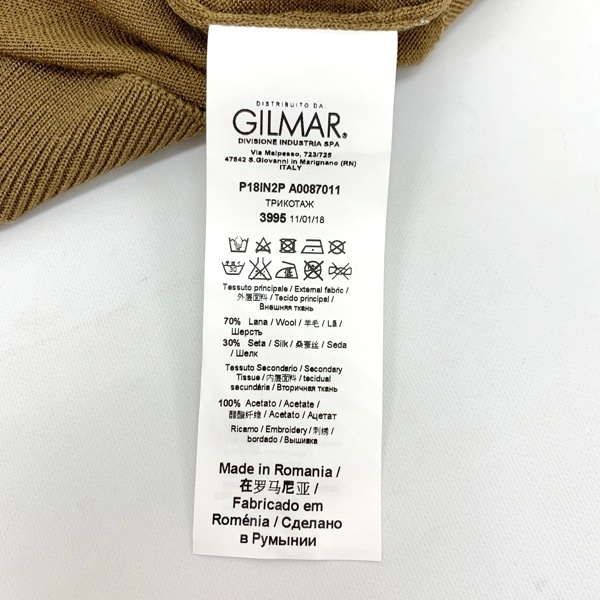 DISTRIBUITO DA:
GILMAR®
DIVISIONE INDUSTRIA SPA
Via Malpasso, 723/725
47842 S.Giovanni in Marignano (RN)
ITALY
P18IN2P A0087011
ТРИКОТАЖ
3995 11/01/18
30
Tessuto principale / External fabric /
外层面料 / Tecido principal /
Внешняя ткань
70% Lana / Wool / 羊毛 / Lã /
Шерсть
30% Seta / Silk / 桑蚕丝 / Seda
/ Шелк
Tessuto Secondario / Secondary
Tissue / 内层面料 / tecidual
secundária / Вторичная ткань
100% Acetato / Acetate /
醋酯纤维 / Acetato / Ацетат
Ricamo / Embroidery / 刺绣 /
bordado / Вышивка
Made in Romania /
在罗马尼亚 /
Fabricado em
Roménia / Сделано
в Румынии